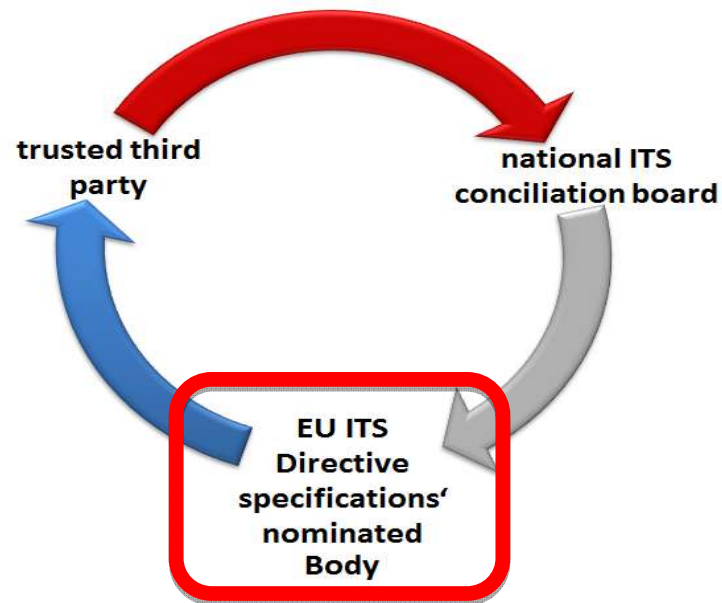 trusted third
party
national ITS
conciliation board
EU ITS
Directive
specifications‘
nominated
Body